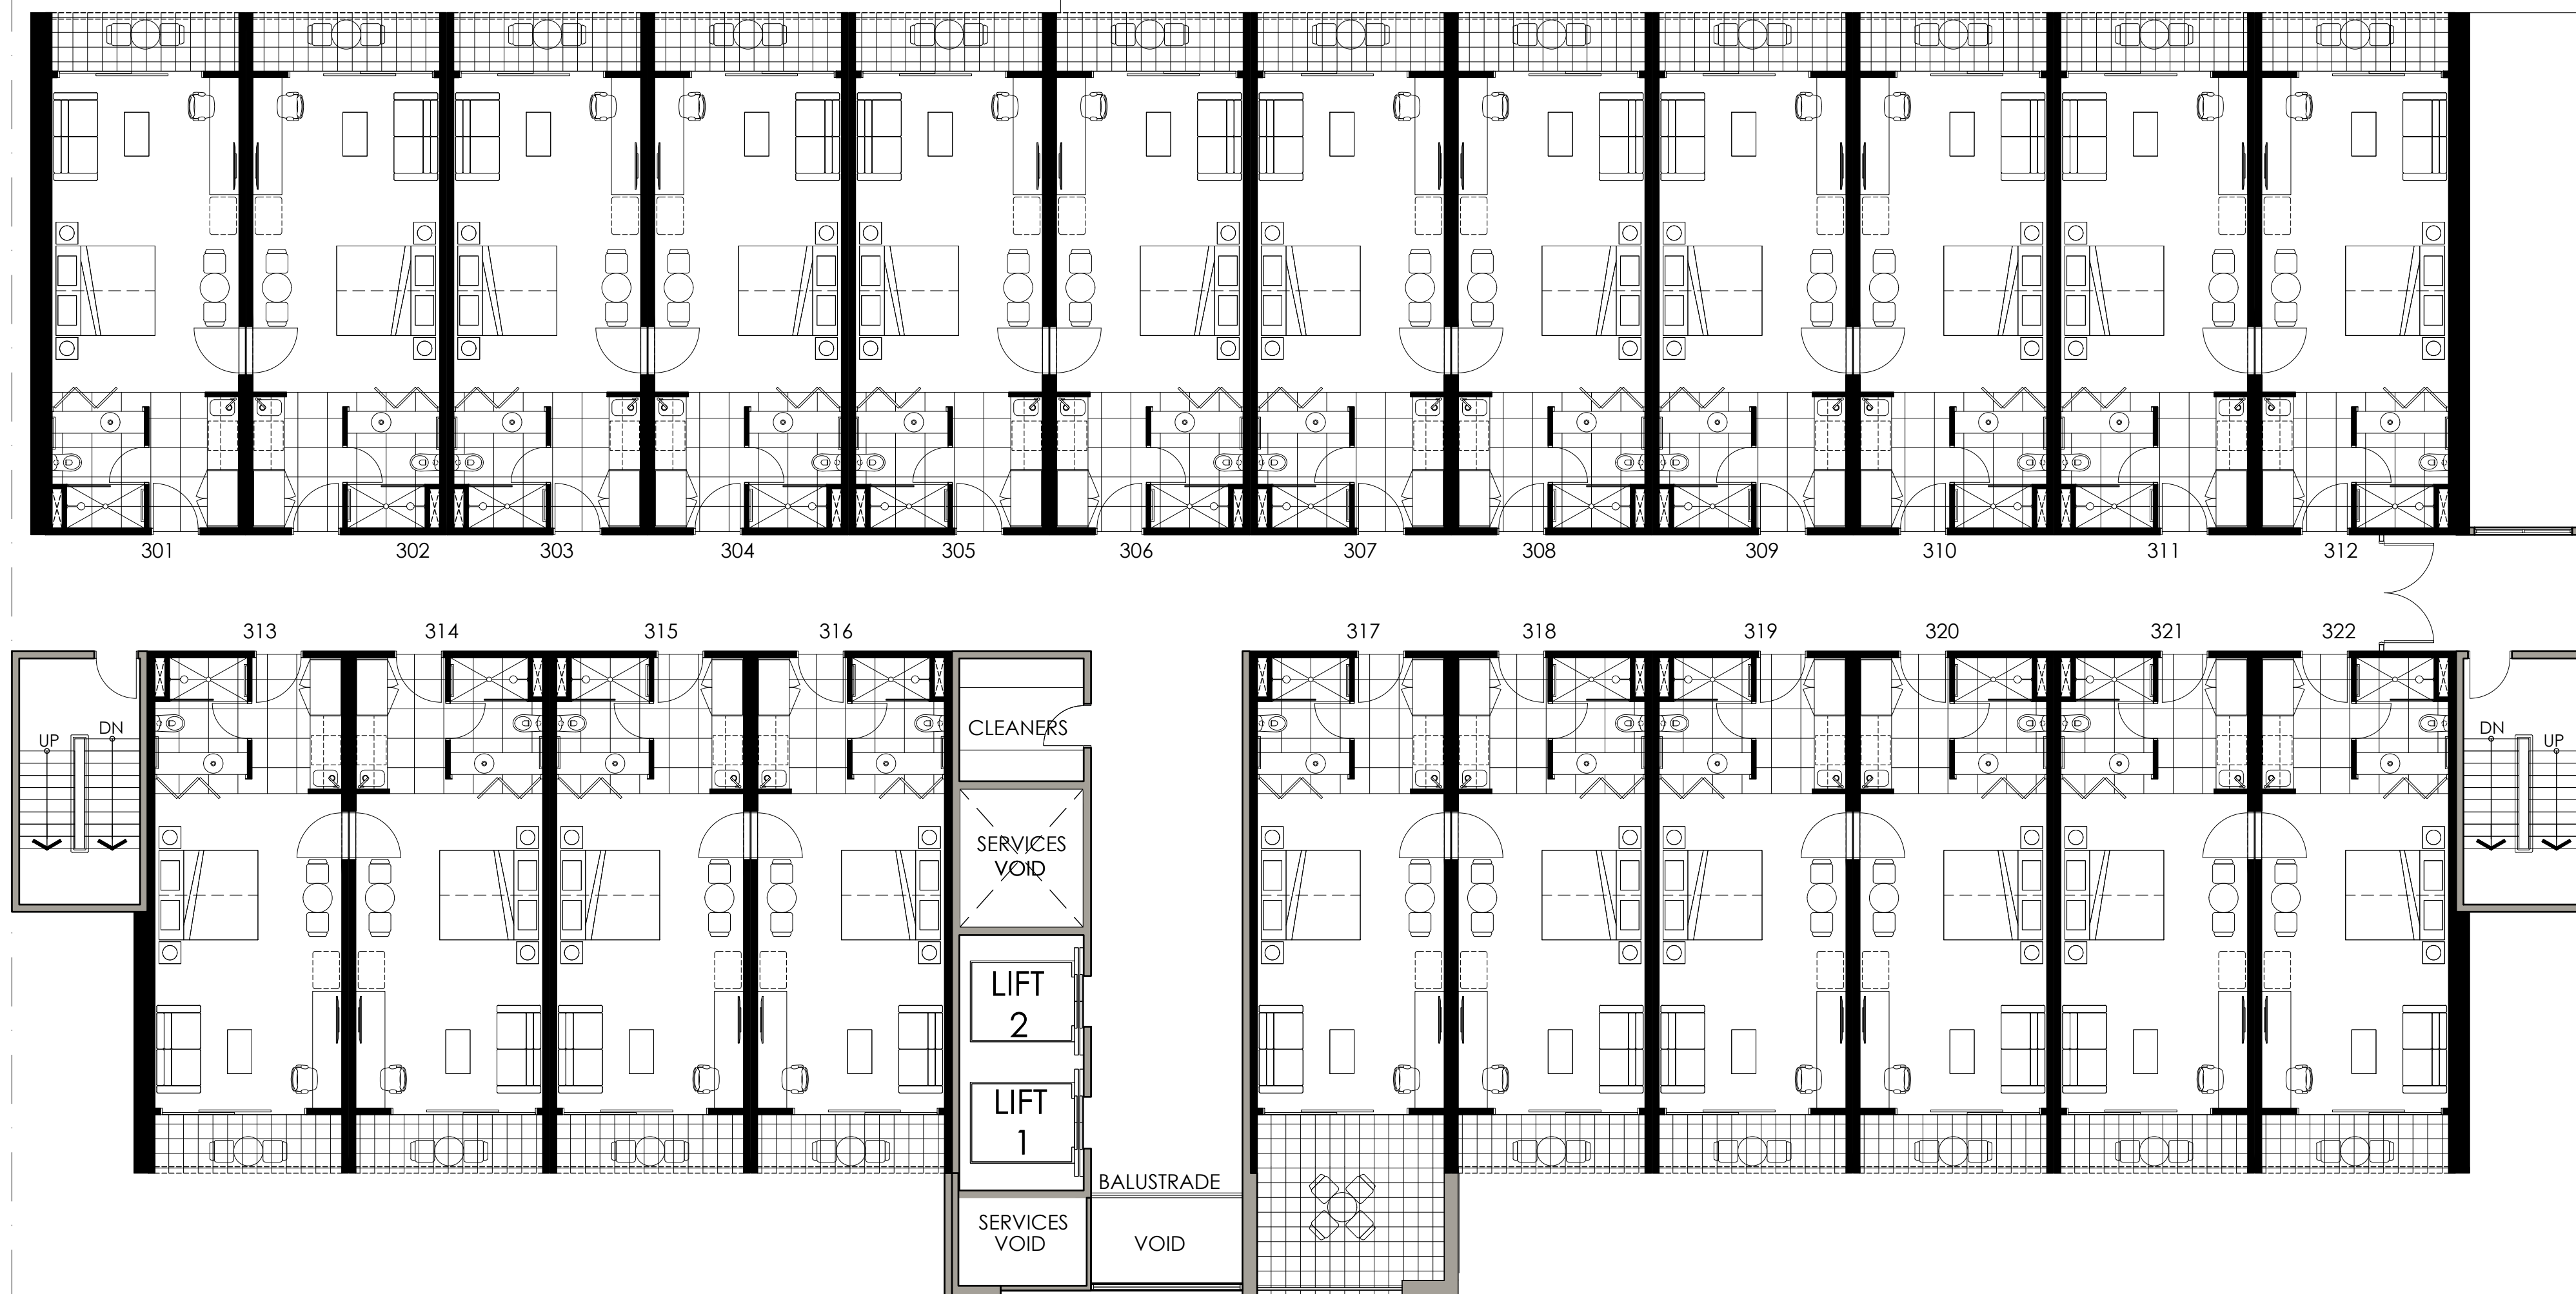 301
302
303
304
305
306
307
308
309
310
311
312
313
314
315
316
317
318
319
320
321
322
UP
DN
CLEANERS
DN
UP
SERVICES
VOID
LIFT
2
LIFT
1
BALUSTRADE
SERVICES
VOID
VOID